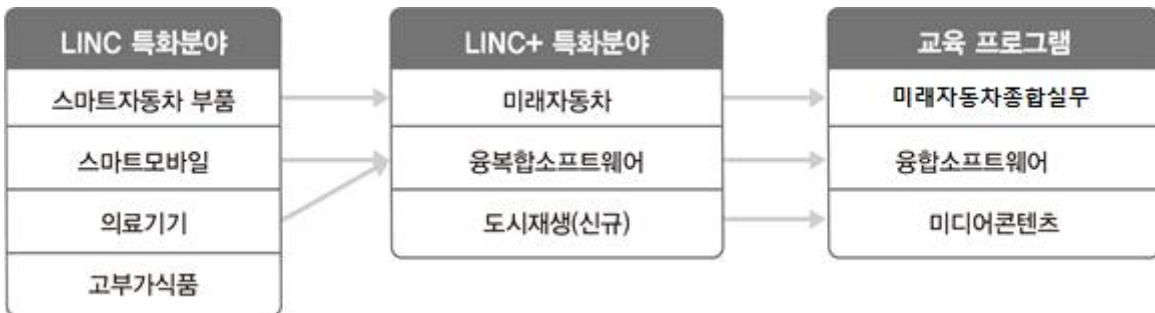 LINC 특화분야
스마트자동차 부품
스마트모바일
의료기기
고부가식품
LINC+ 특화분야
미래자동차
융복합소프트웨어
도시재생(신규)
교육 프로그램
미래자동차종합실무
융합소프트웨어
미디어콘텐츠